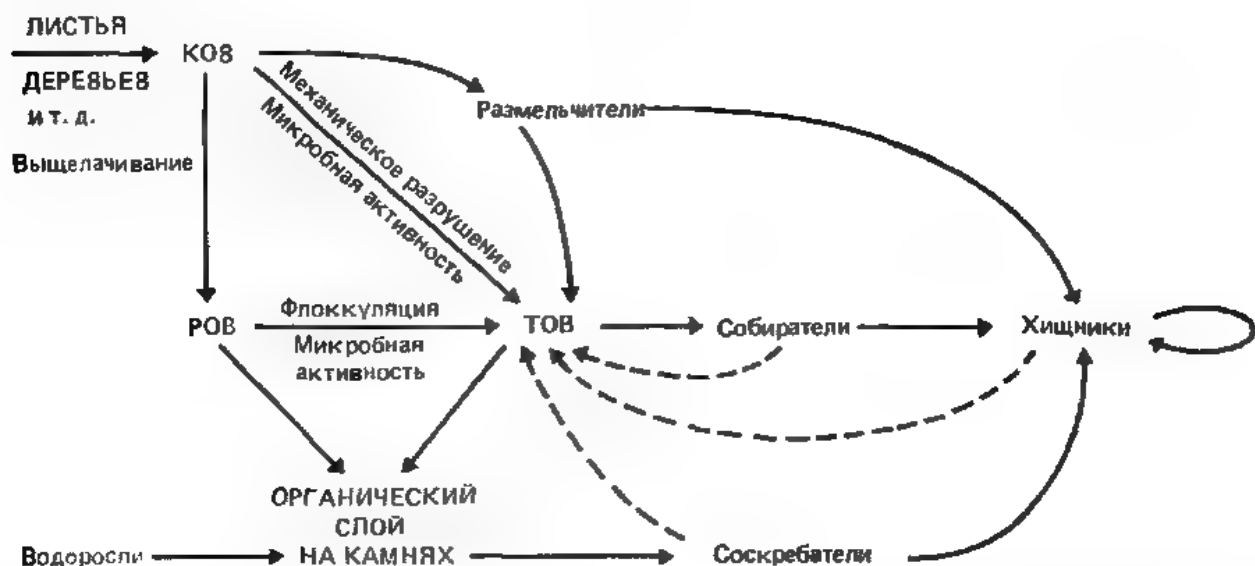 ЛИСТЬЯ
КОВ
ДЕРЕВЬЕВ
и т. д.
Выщелачивание
Механическое разрушение
Микробная активность
Размельчители
РОВ
Флоккуляция
Микробная
активность
ТОВ
Собиратели
Хищники
ОРГАНИЧЕСКИЙ
СЛОЙ
НА КАМНЯХ
Водоросли
Соскребатели